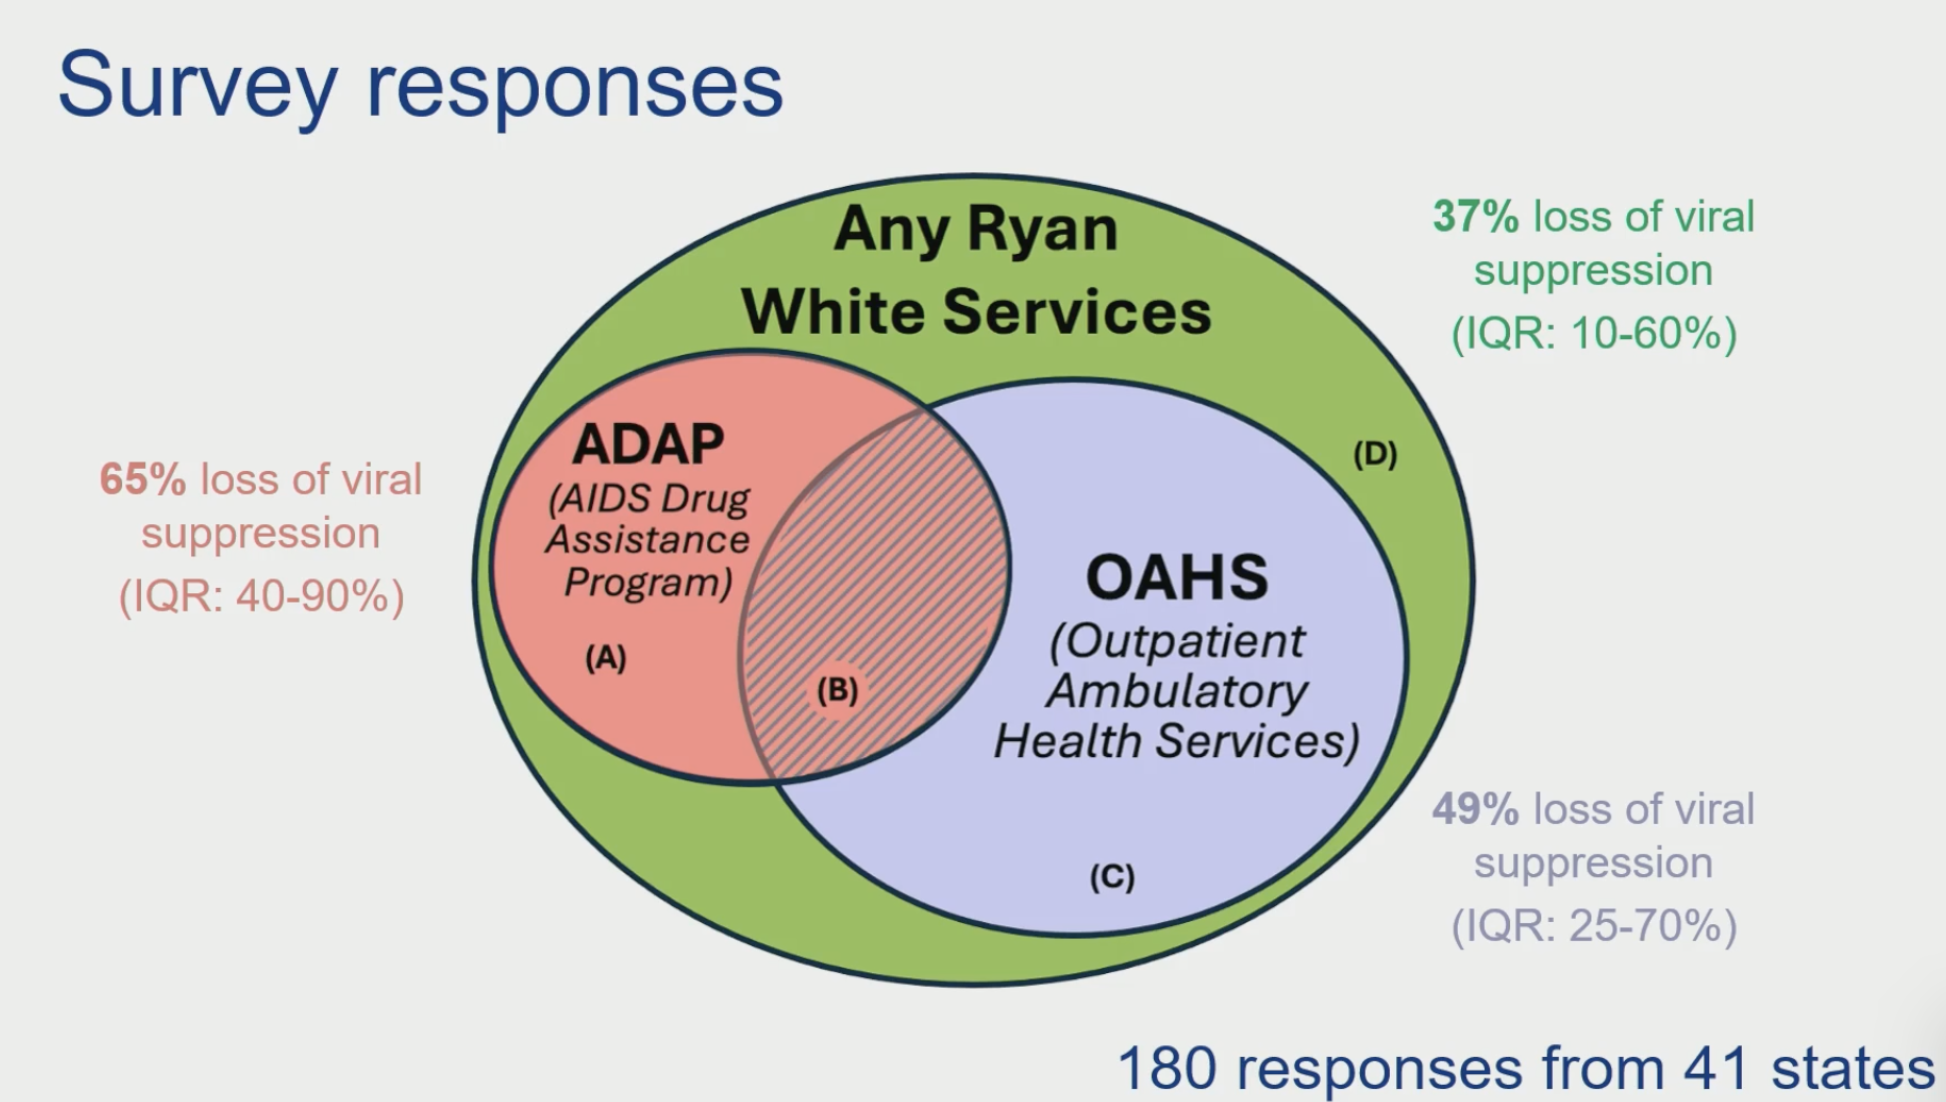 Survey responses
Any Ryan
White Services
37% loss of viral
suppression
(IQR: 10-60%)
ADAP
(AIDS Drug
Assistance
Program)
(A)
65% loss of viral
suppression
(IQR: 40-90%)
(B)
(D)
OAHS
(Outpatient
Ambulatory
Health Services)
(C)
49% loss of viral
suppression
(IQR: 25-70%)
180 responses from 41 states